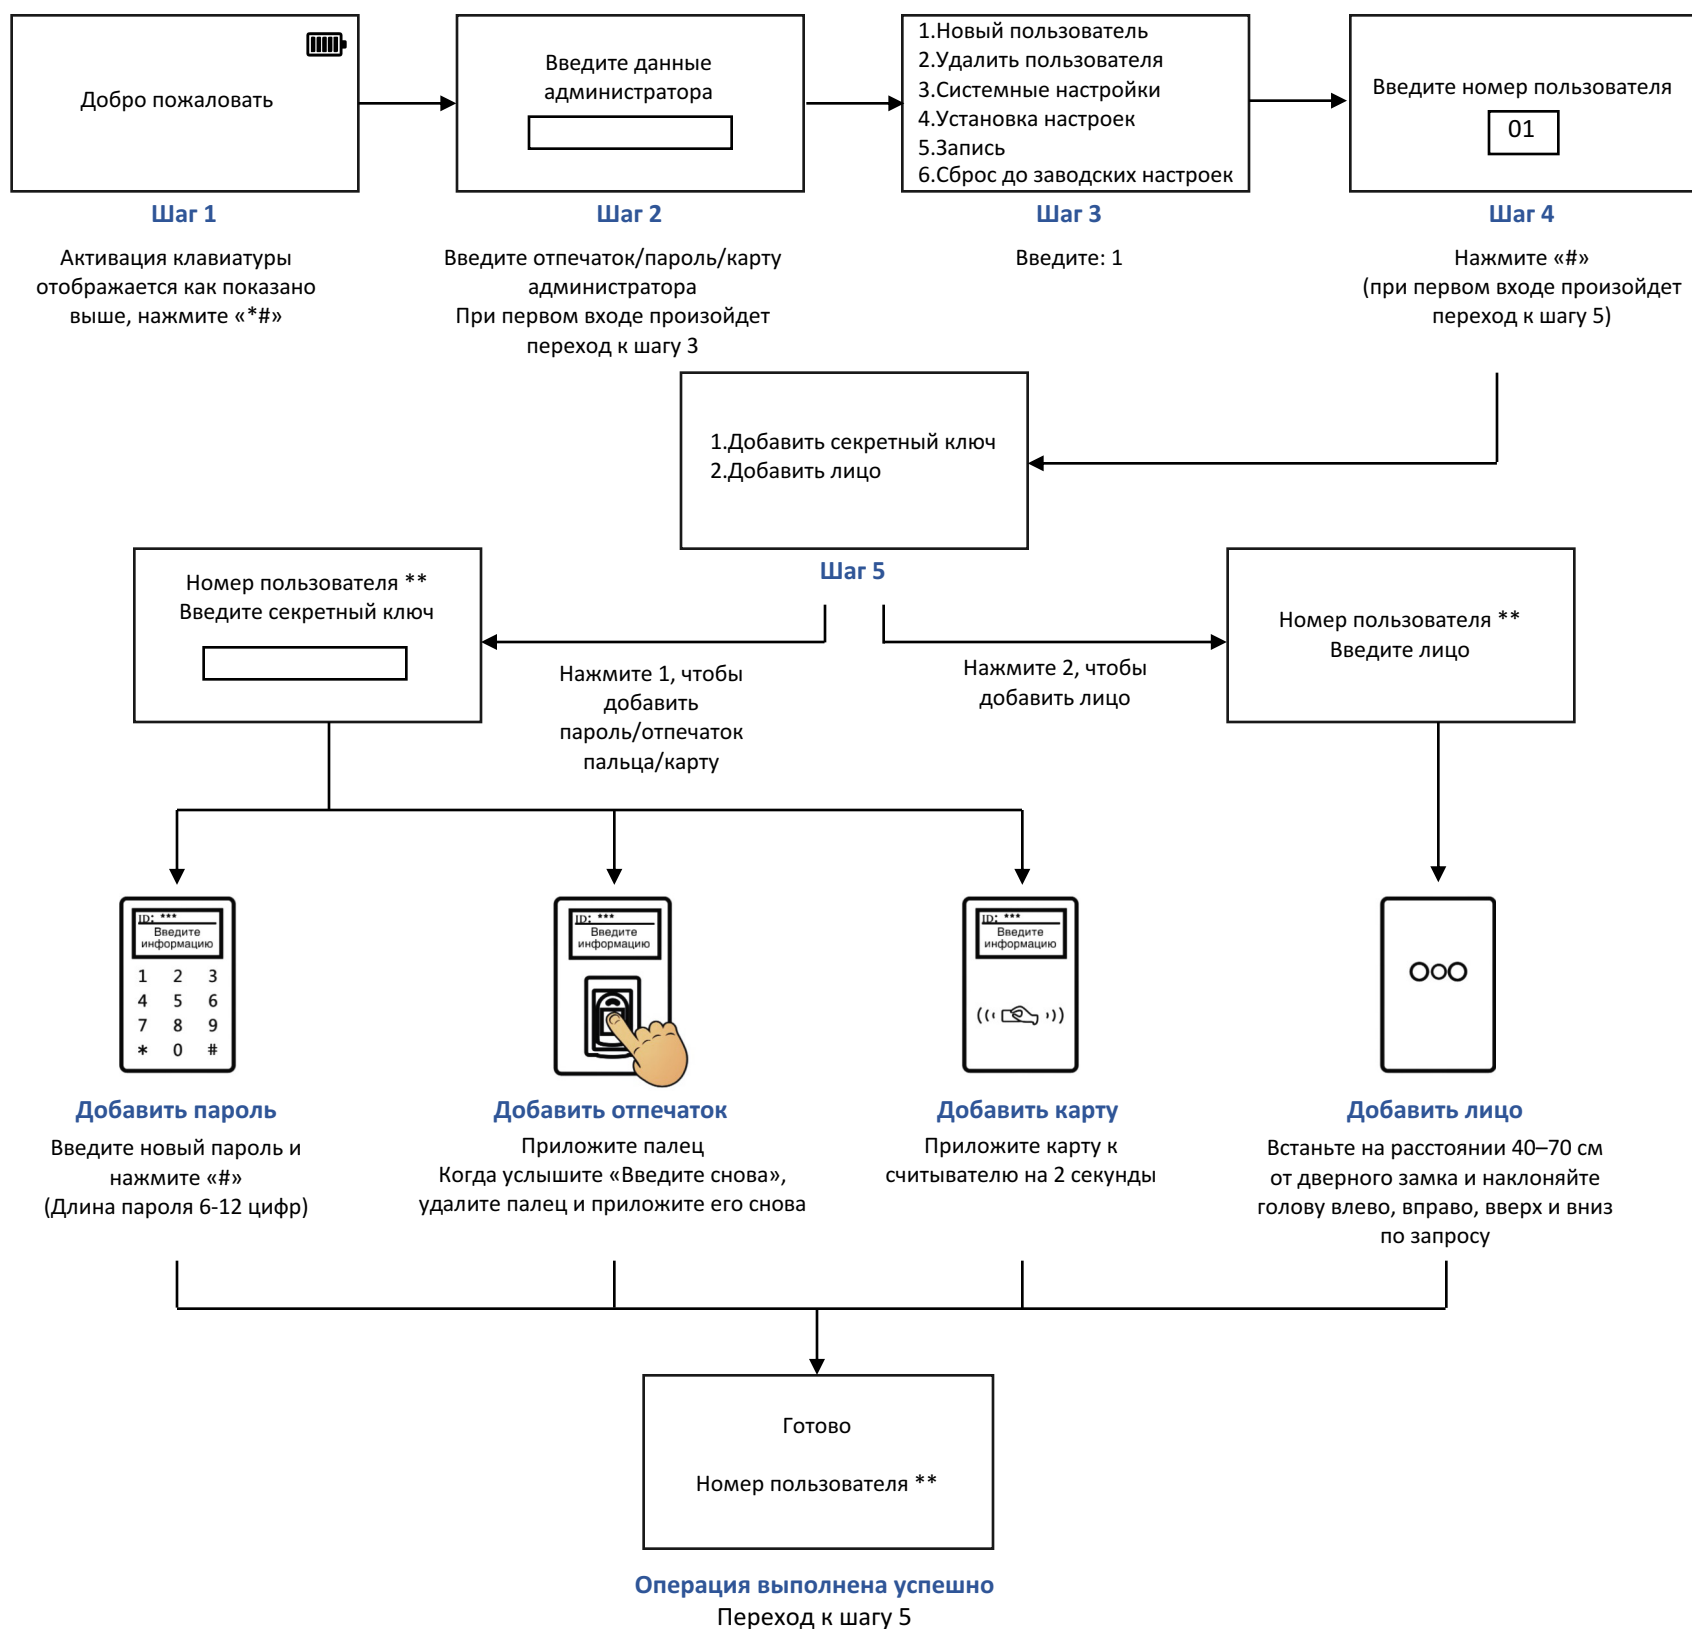 Добро пожаловать
Шаг 1
Активация клавиатуры
отображается как показано
выше, нажмите «*#»
Введите данные
администратора
Шаг 2
Введите отпечаток/пароль/карту
администратора
При первом входе произойдет
переход к шагу 3
1.Новый пользователь
2.Удалить пользователя
3.Системные настройки
4.Установка настроек
5.Запись
6.Сброс до заводских настроек
Шаг 3
Введите: 1
Введите номер пользователя
01
Шаг 4
Нажмите «#»
(при первом входе произойдет
переход к шагу 5)
1.Добавить секретный ключ
2.Добавить лицо
Шаг 5
Номер пользователя **
Введите секретный ключ
Нажмите 1, чтобы
добавить
пароль/отпечаток
пальца/карту
Нажмите 2, чтобы
добавить лицо
Номер пользователя **
Введите лицо
ID: ***
Введите
информацию
1 2 3
4 5 6
7 8 9
* 0 #
Добавить пароль
Введите новый пароль и
нажмите «#»
(Длина пароля 6-12 цифр)
ID: ***
Введите
информацию
Добавить отпечаток
Приложите палец
Когда услышите «Введите снова»,
удалите палец и приложите его снова
ID: ***
Введите
информацию
Добавить карту
Приложите карту к
считывателю на 2 секунды
Добавить лицо
Встаньте на расстоянии 40–70 см
от дверного замка и наклоняйте
голову влево, вправо, вверх и вниз
по запросу
Готово
Номер пользователя **
Операция выполнена успешно
Переход к шагу 5